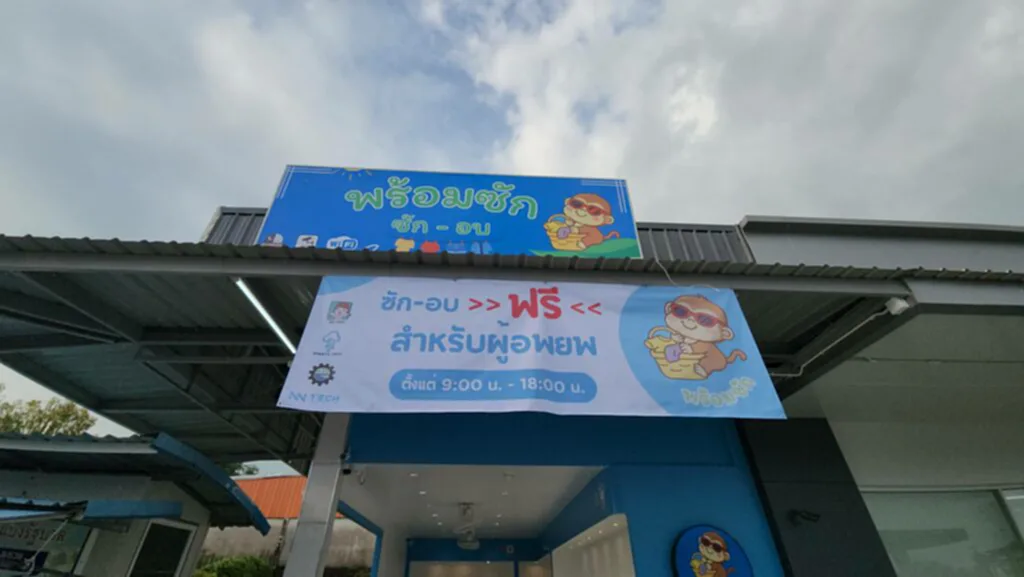 พร้อมซัก
ซัก - อบ
WiFi
ซัก-อบ >> ฟรี <<
สำหรับผู้อพยพ
ตั้งแต่ 9:00 น. - 18:00 น.
พร้อมซัก
TECH